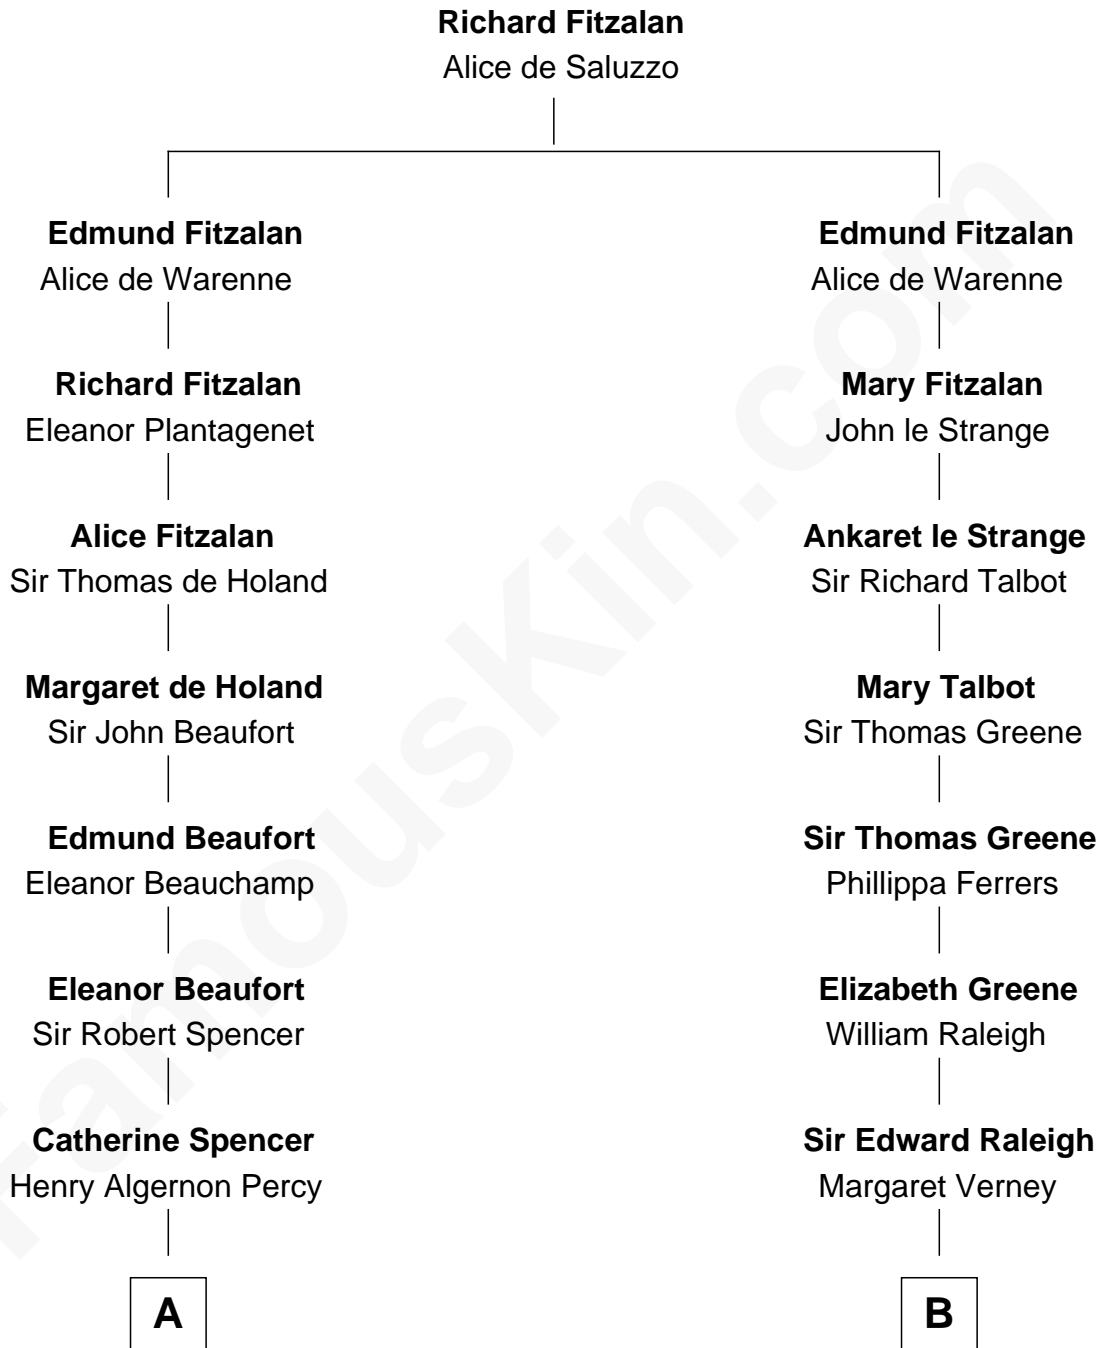 Richard Fitzalan
Alice de Saluzzo
Edmund Fitzalan
Alice de Warenne
Richard Fitzalan
Eleanor Plantagenet
Alice Fitzalan
Sir Thomas de Holand
Margaret de Holand
Sir John Beaufort
Edmund Beaufort
Eleanor Beauchamp
Eleanor Beaufort
Sir Robert Spencer
Catherine Spencer
Henry Algernon Percy
A
Edmund Fitzalan
Alice de Warenne
Mary Fitzalan
John le Strange
Ankaret le Strange
Sir Richard Talbot
Mary Talbot
Sir Thomas Greene
Sir Thomas Greene
Phillippa Ferrers
Elizabeth Greene
William Raleigh
Sir Edward Raleigh
Margaret Verney
B
FamousKin.com